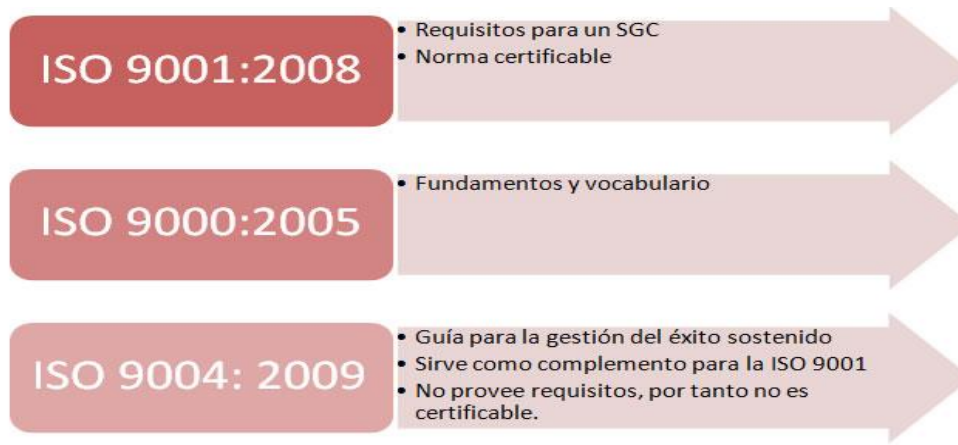 ISO 9001:2008
• Requisitos para un SGC
• Norma certificable
ISO 9000:2005
• Fundamentos y vocabulario
ISO 9004: 2009
• Guía para la gestión del éxito sostenido
• Sirve como complemento para la ISO 9001
• No provee requisitos, por tanto no es
certificable.